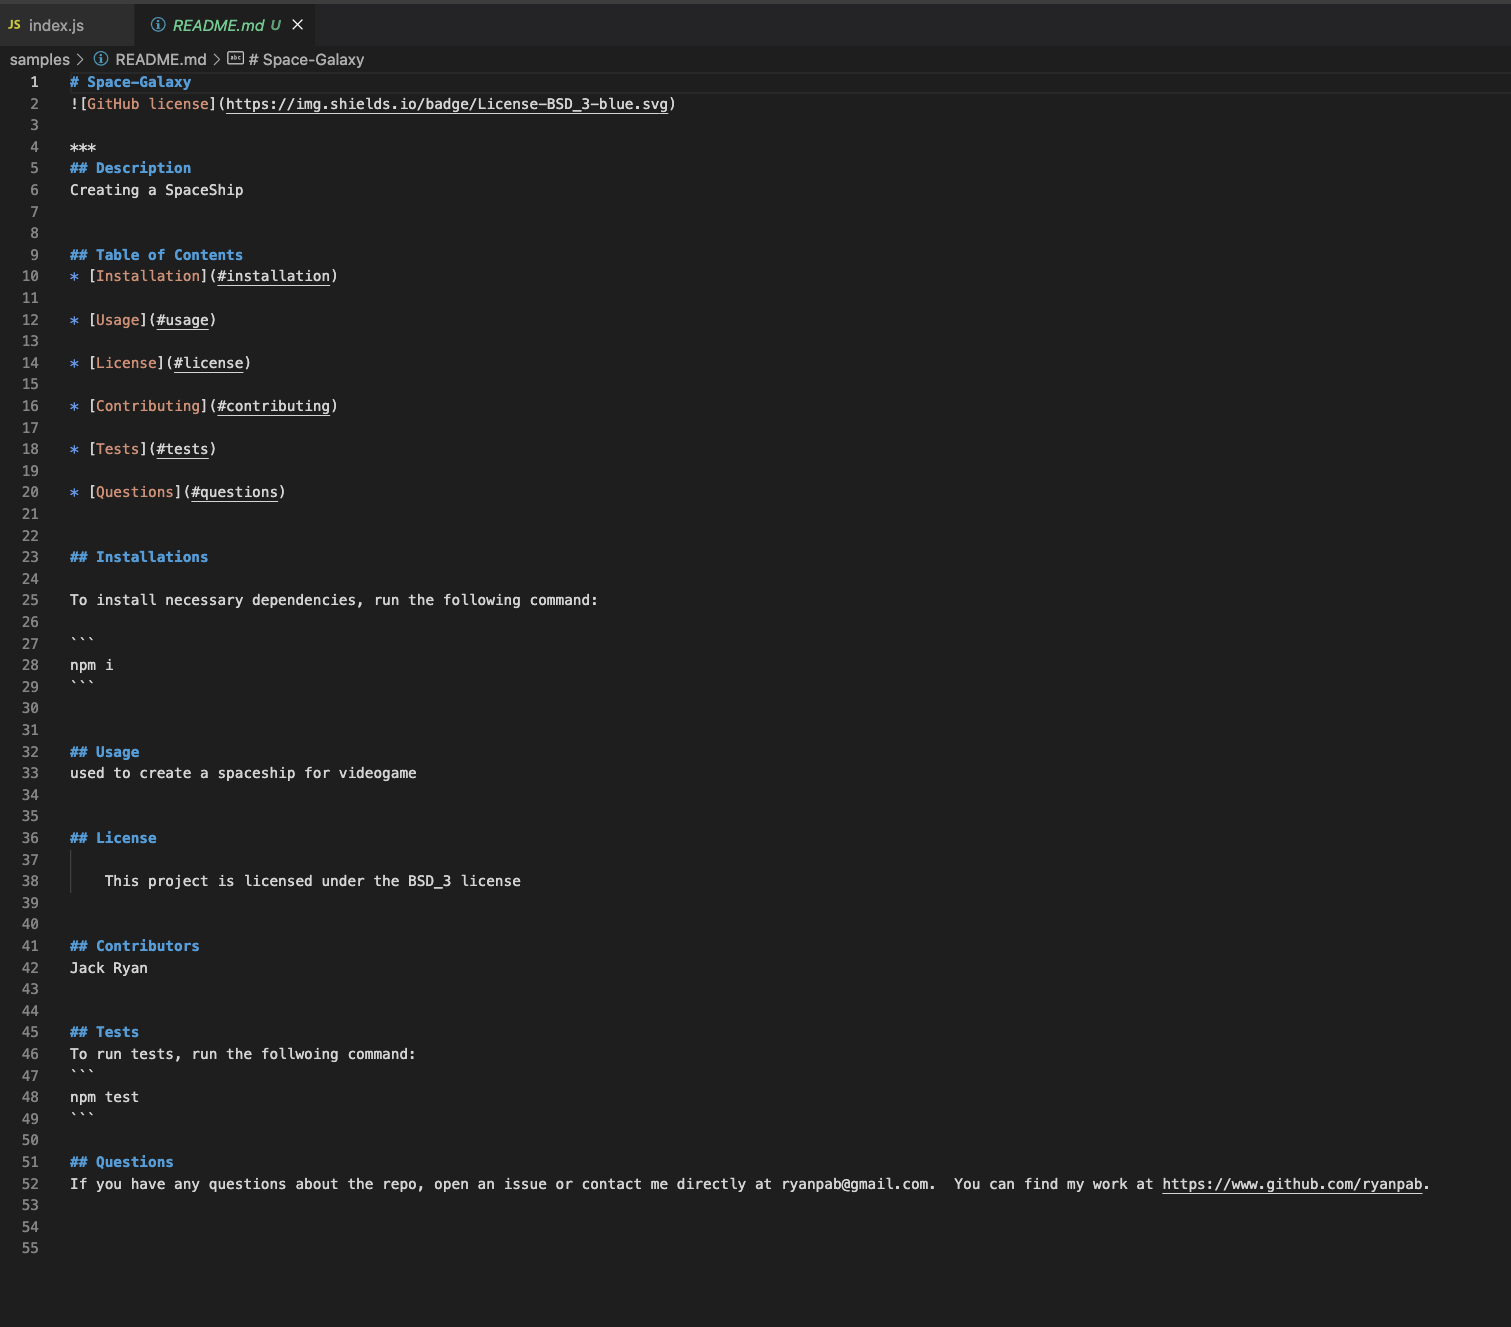 JS index.js README.md U ×
samples > README.md > # Space-Galaxy
1 # Space-Galaxy
2 ![GitHub license](https://img.shields.io/badge/License-BSD_3-blue.svg)
3
4 ***
5 ## Description
6 Creating a SpaceShip
7
8
9 ## Table of Contents
10 * [Installation](#installation)
11
12 * [Usage](#usage)
13
14 * [License](#license)
15
16 * [Contributing](#contributing)
17
18 * [Tests](#tests)
19
20 * [Questions](#questions)
21
22
23 ## Installations
24
25 To install necessary dependencies, run the following command:
26
27 ```
28 npm i
29 ```
30
31
32 ## Usage
33 used to create a spaceship for videogame
34
35
36 ## License
37
38     This project is licensed under the BSD_3 license
39
40
41 ## Contributors
42 Jack Ryan
43
44
45 ## Tests
46 To run tests, run the follwoing command:
47 ```
48 npm test
49 ```
50
51 ## Questions
52 If you have any questions about the repo, open an issue or contact me directly at ryanpab@gmail.com.  You can find my work at https://www.github.com/ryanpab.
53
54
55